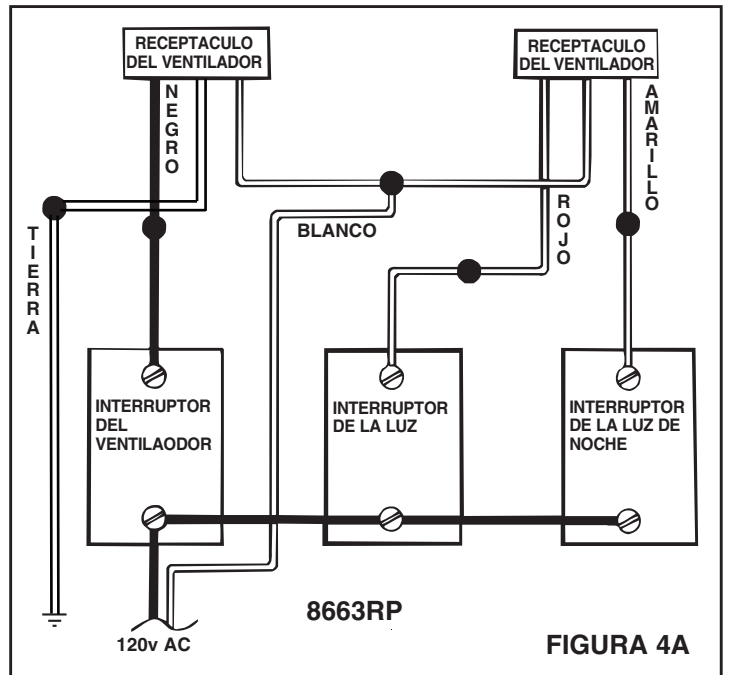 RECEPTACULO
DEL VENTILADOR
RECEPTACULO
DEL VENTILADOR
NEGRO
AMARILLO
TIERRA
BLANCO
ROJO
INTERRUPTOR
DEL
VENTILAODOR
INTERRUPTOR
DE LA LUZ
INTERRUPTOR
DE LA LUZ DE
NOCHE
120v AC
8663RP
FIGURA 4A